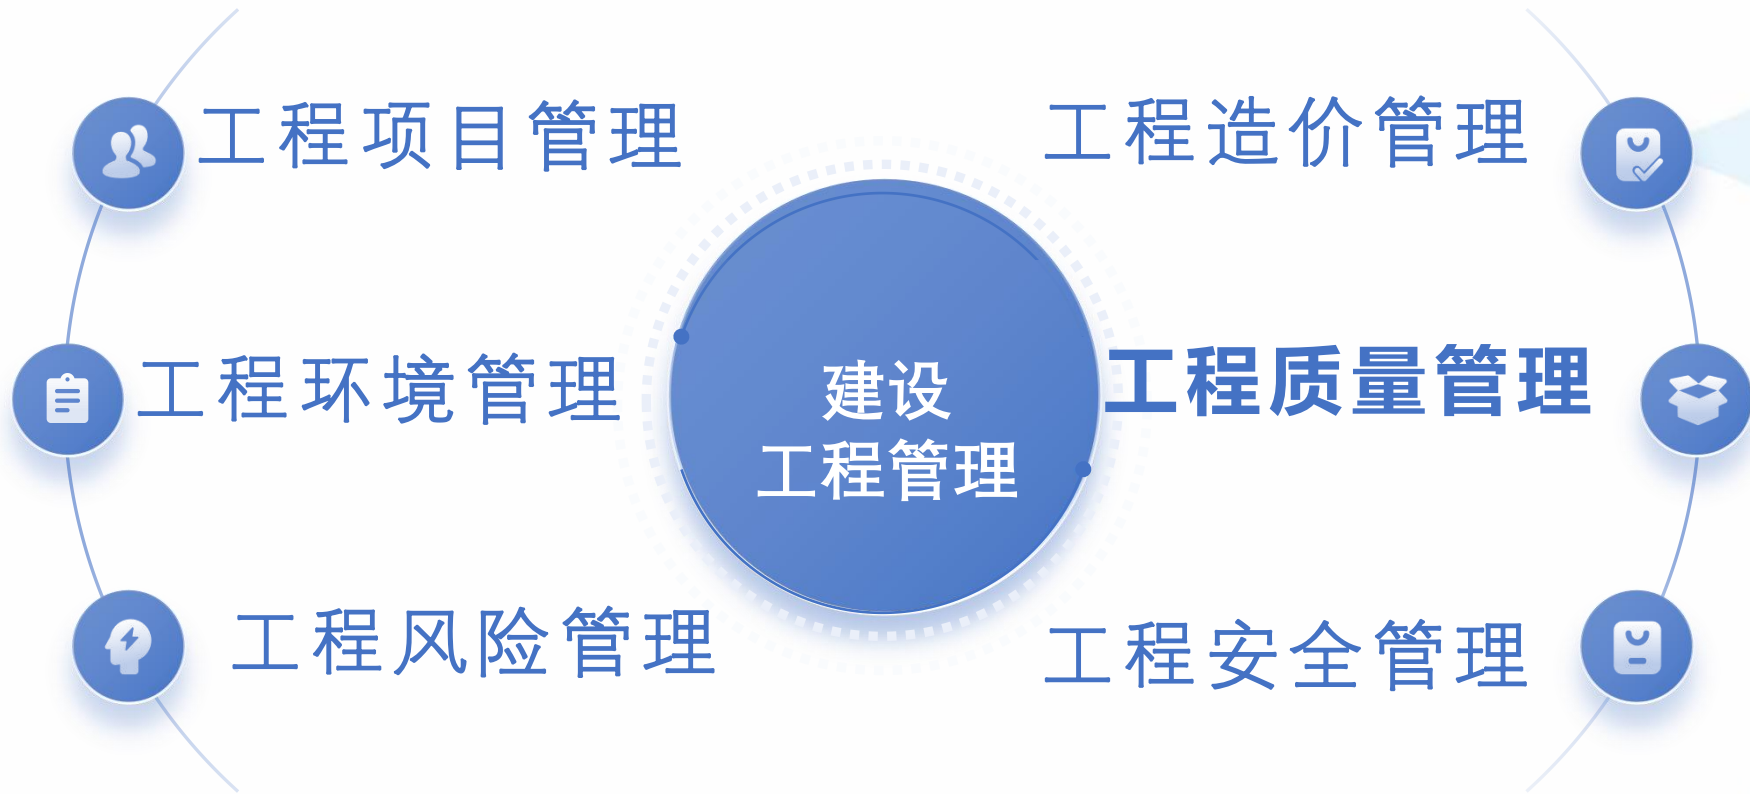 工程项目管理
工程造价管理
工程环境管理
建设
工程管理
工程质量管理
工程风险管理
工程安全管理